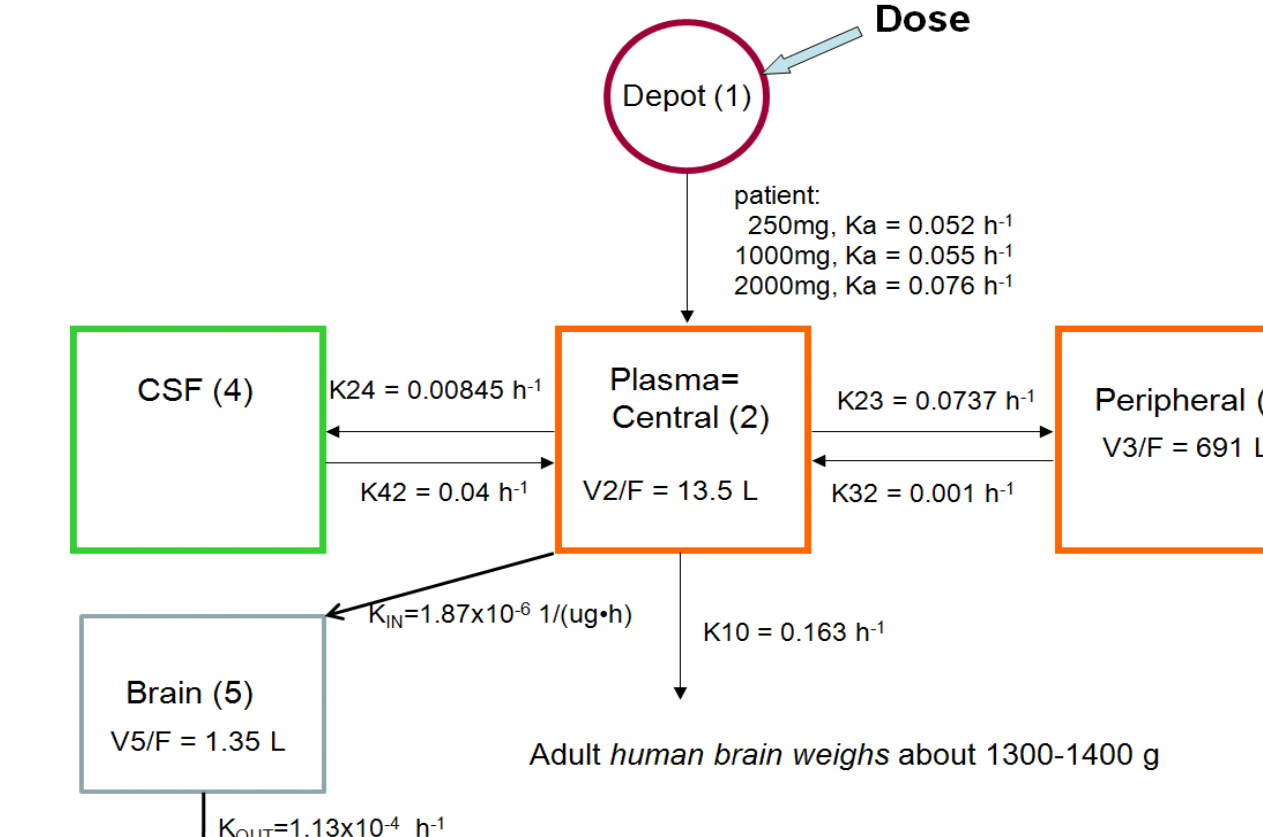 Dose
Depot (1)
patient:
250mg, Ka = 0.052 h-1
1000mg, Ka = 0.055 h-1
2000mg, Ka = 0.076 h-1
CSF (4)
K24 = 0.00845 h-1
K42 = 0.04 h-1
Plasma=
Central (2)
V2/F = 13.5 L
K23 = 0.0737 h-1
K32 = 0.001 h-1
Peripheral (
V3/F = 691 L
KIN=1.87x10-6 1/(ug•h)
K10 = 0.163 h-1
Brain (5)
V5/F = 1.35 L
Adult human brain weighs about 1300-1400 g
KOUT=1.13x10-4 h-1